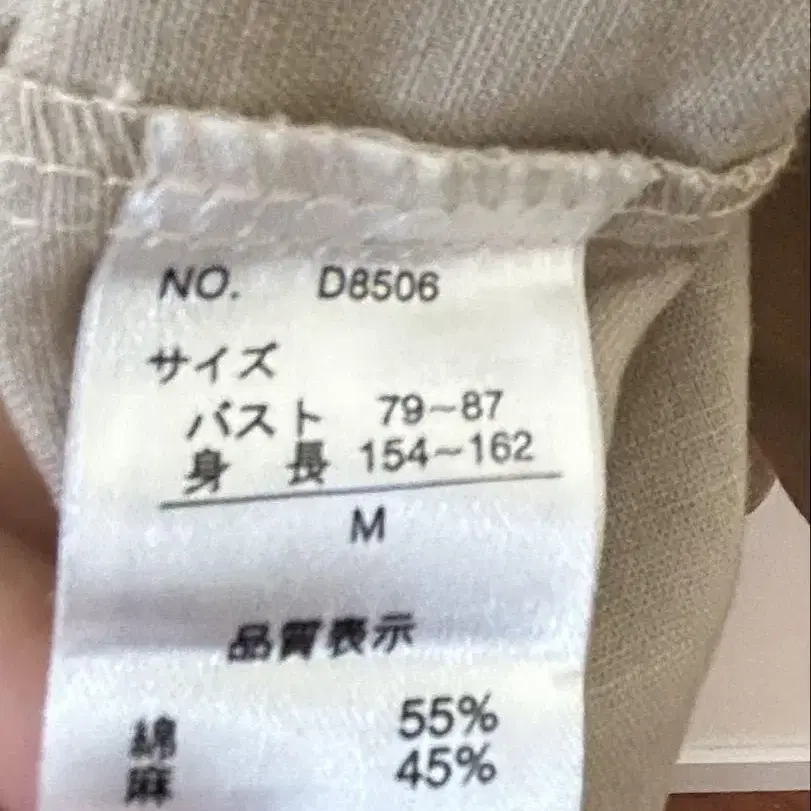 NO. D8506
サイズ
バスト 79~87
身長 154~162
M
品質表示
綿 55%
麻 45%